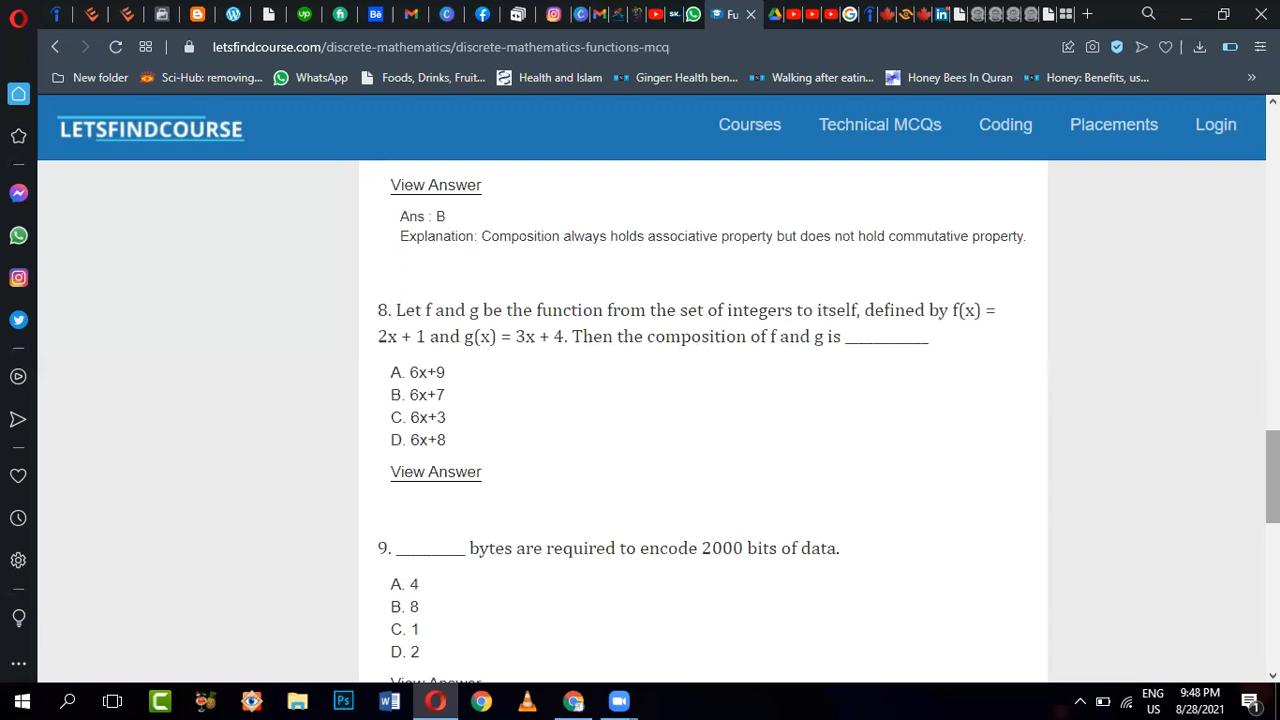 letsfindcourse.com/discrete-mathematics/discrete-mathematics-functions-mcq
New folder
Sci-Hub: removing...
WhatsApp
Foods, Drinks, Fruit...
Health and Islam
Ginger: Health ben...
Walking after eatin...
Honey Bees In Quran
Honey: Benefits, us...
LETSFINDCOURSE
Courses
Technical MCQs
Coding
Placements
Login
View Answer
Ans : B
Explanation: Composition always holds associative property but does not hold commutative property.
8. Let f and g be the function from the set of integers to itself, defined by f(x) =
2x + 1 and g(x) = 3x + 4. Then the composition of f and g is __________
A. 6x+9
B. 6x+7
C. 6x+3
D. 6x+8
View Answer
9. ________ bytes are required to encode 2000 bits of data.
A. 4
B. 8
C. 1
D. 2
View Answer
ENG
US
9:48 PM
8/28/2021